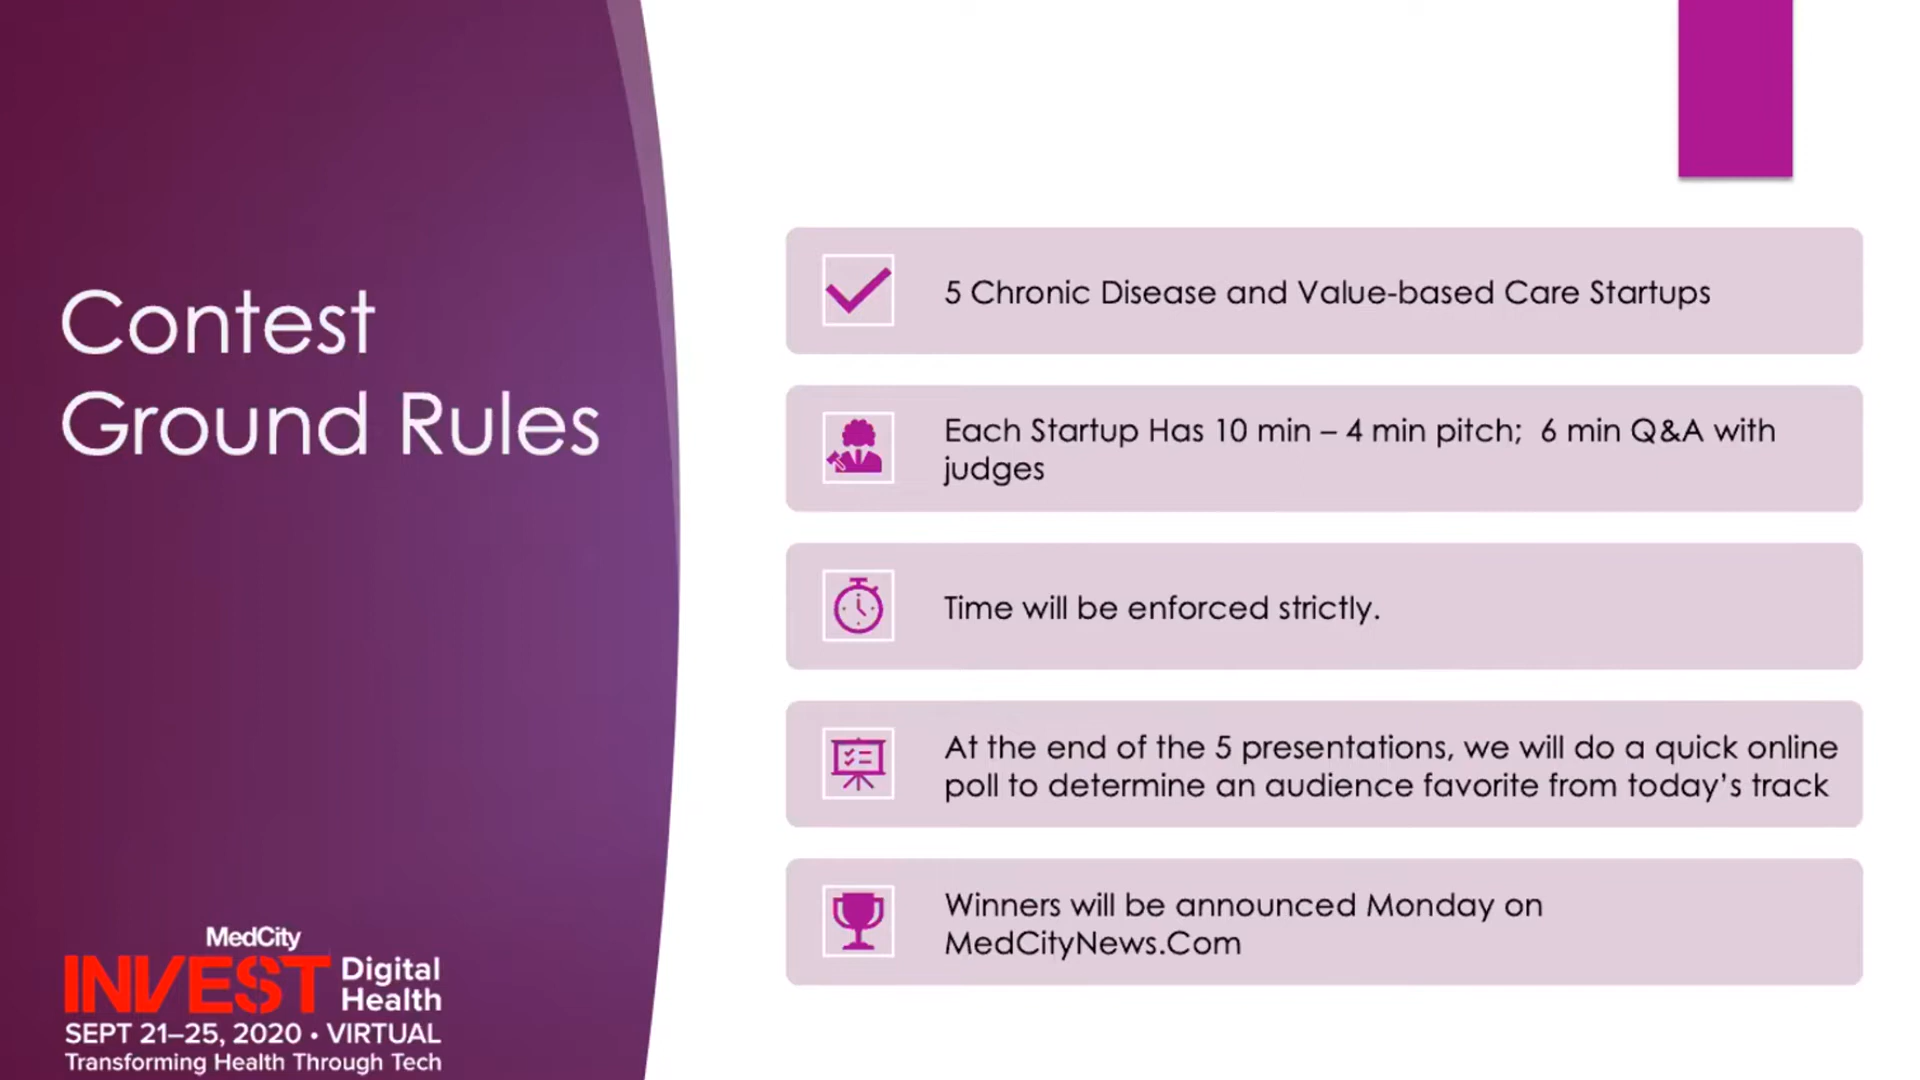 Contest
Ground Rules
5 Chronic Disease and Value-based Care Startups
Each Startup Has 10 min – 4 min pitch;  6 min Q&A with
judges
Time will be enforced strictly.
At the end of the 5 presentations, we will do a quick online
poll to determine an audience favorite from today’s track
Winners will be announced Monday on
MedCityNews.Com
MedCity
INVEST Digital
Health
SEPT 21–25, 2020 • VIRTUAL
Transforming Health Through Tech